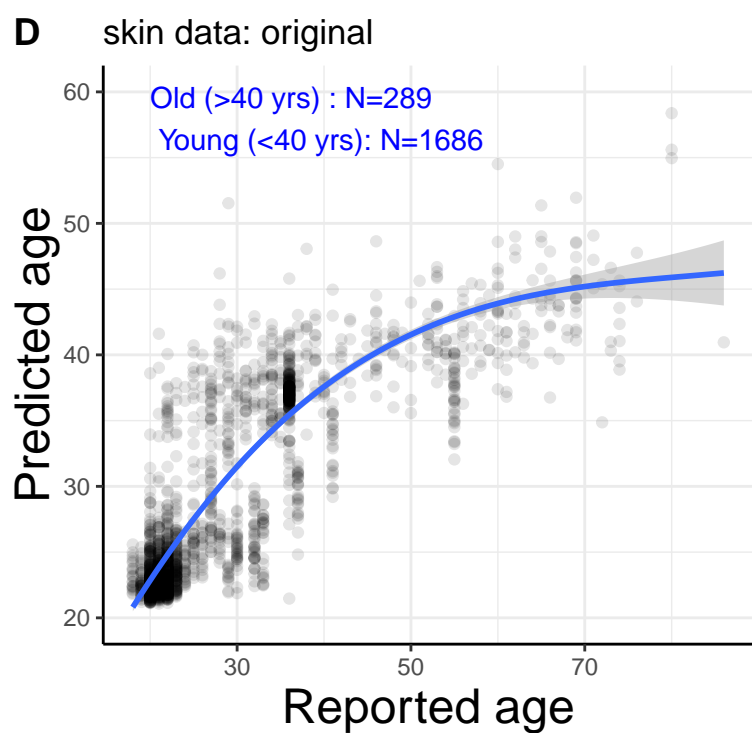 D skin data: original
Old (>40 yrs) : N=289
Young (<40 yrs): N=1686
Predicted age
60
50
40
30
20
30 50 70
Reported age